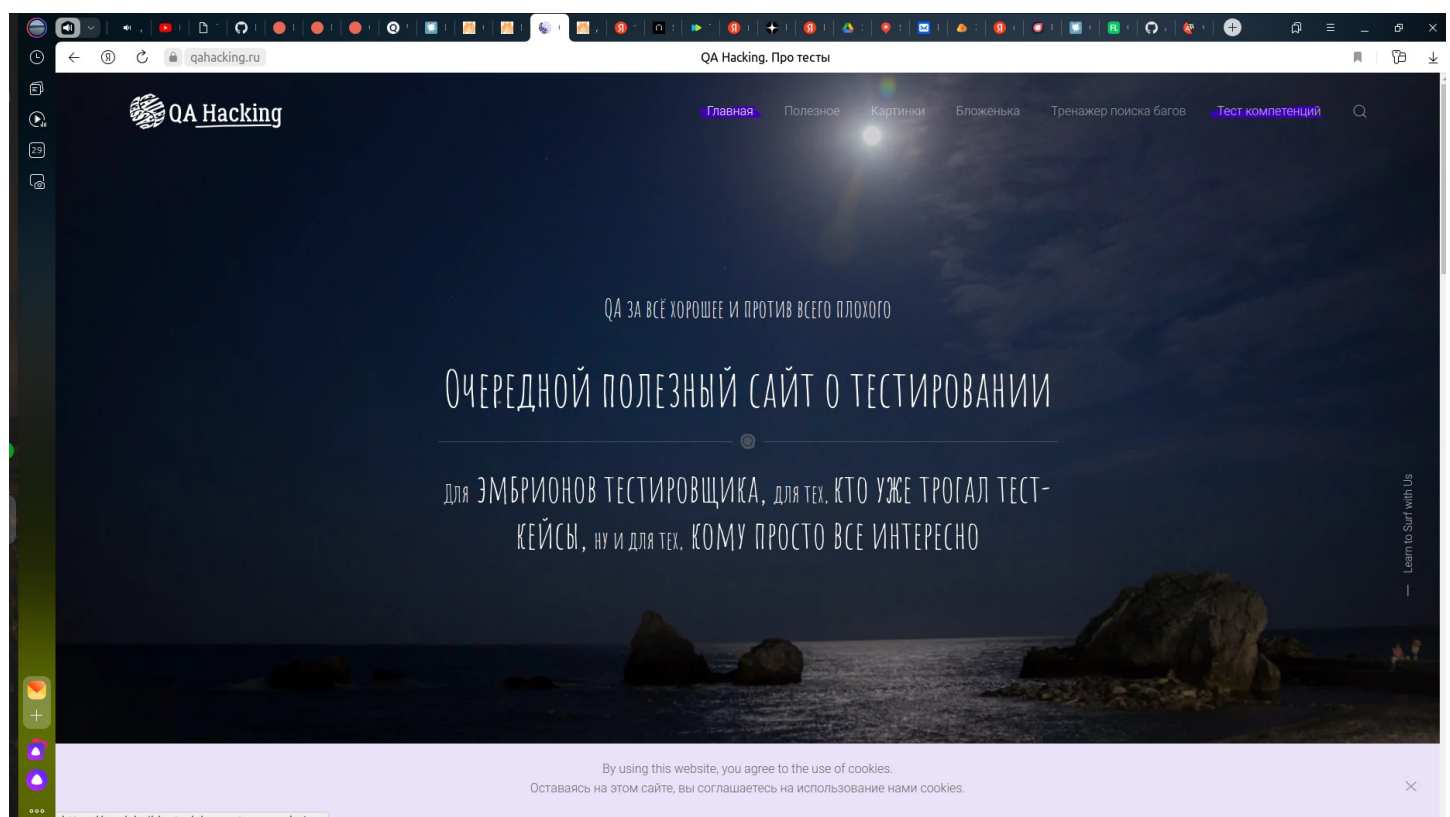 qahacking.ru
QA Hacking. Про тесты
QA Hacking
Главная
Полезное
Картинки
Бложенька
Тренажер поиска багов
Тест компетенций
29
QA за всё хорошее и против всего плохого
Очередной полезный сайт о тестировании
Для эмбрионов тестировщика, для тех, кто уже трогал тест-
кейсы, ну и для тех, кому просто все интересно
Learn to Surf with Us
By using this website, you agree to the use of cookies.
Оставаясь на этом сайте, вы соглашаетесь на использование нами cookies.